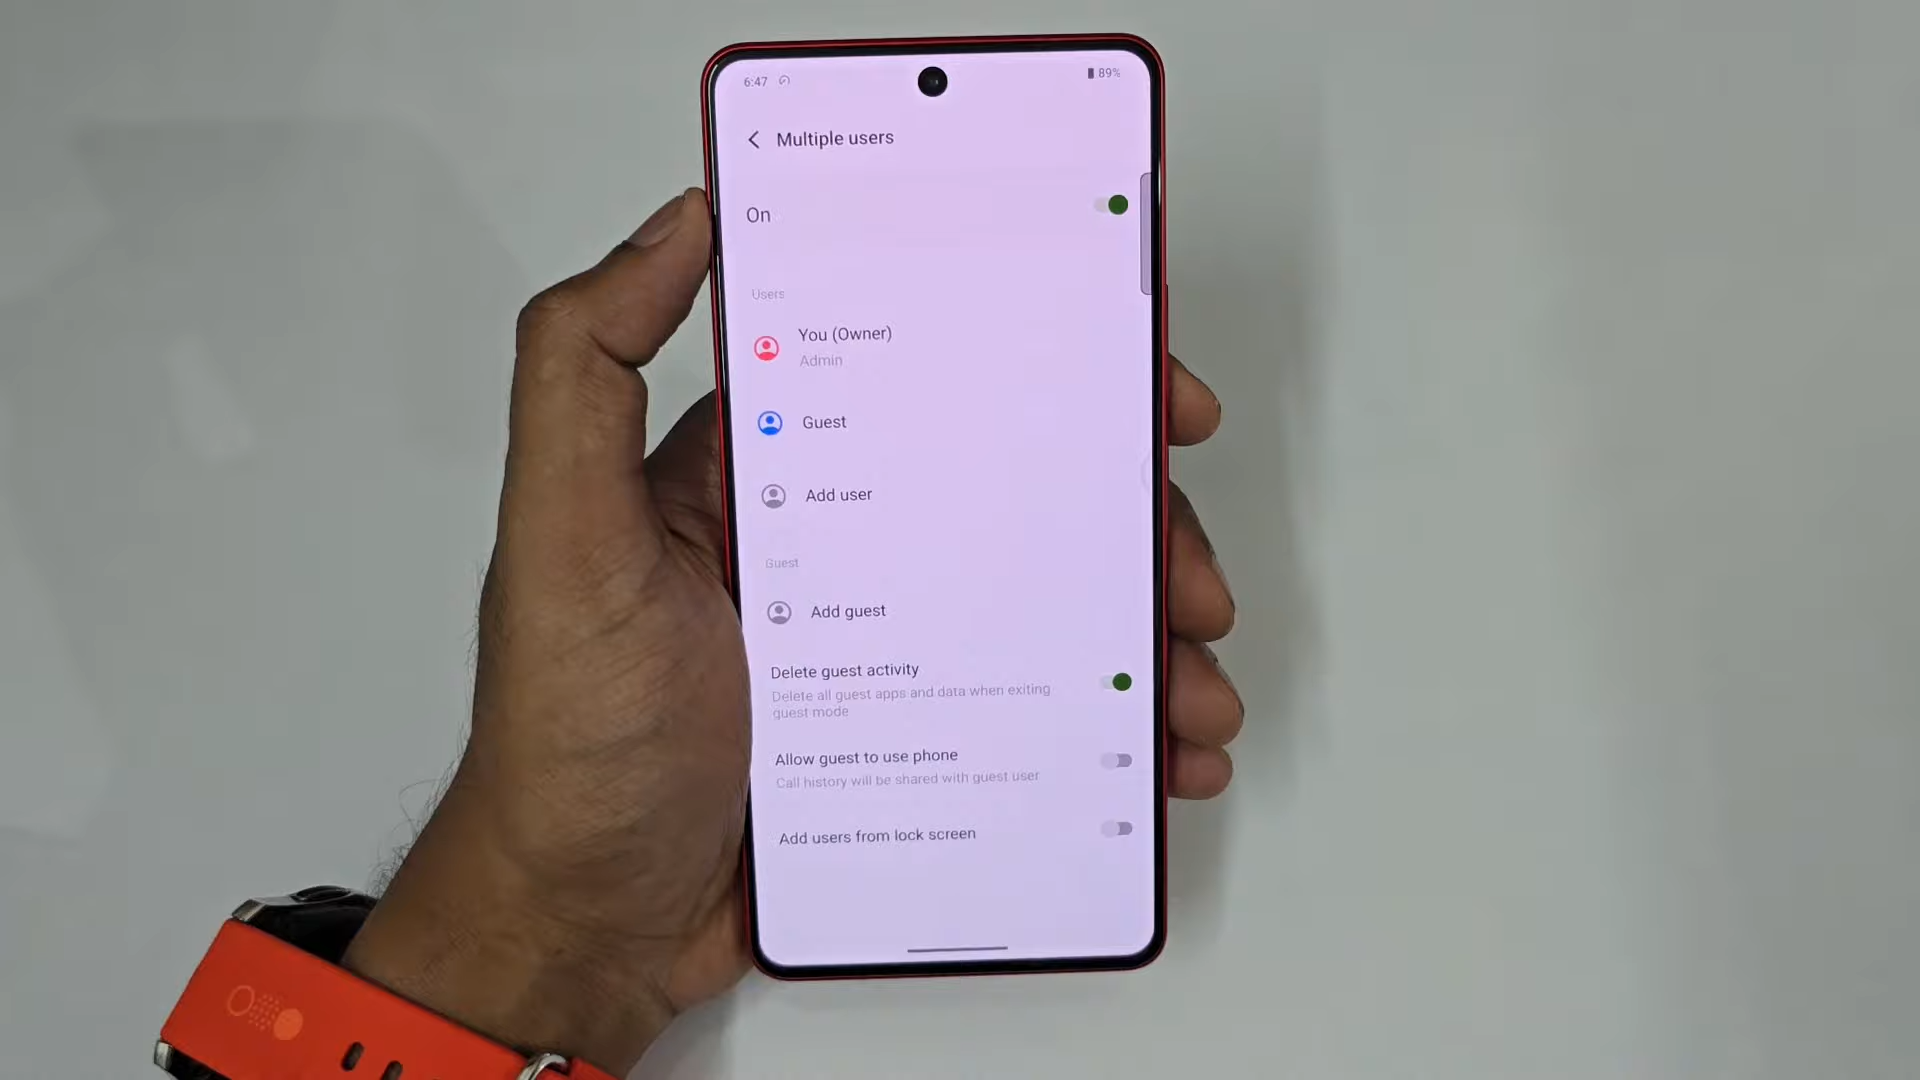 6:47
89%
Multiple users
On
Users
You (Owner)
Admin
Guest
Add user
Guest
Add guest
Delete guest activity
Delete all guest apps and data when exiting
guest mode
Allow guest to use phone
Call history will be shared with guest user
Add users from lock screen